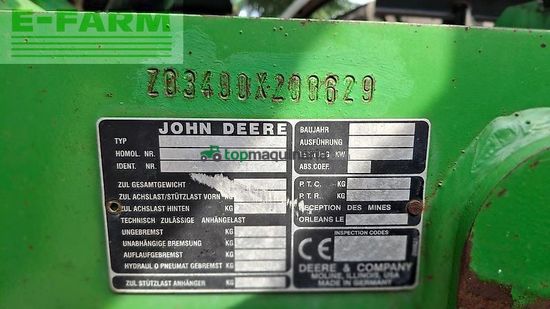 E-FARM
Z03400X200629
JOHN DEERE
TYP
HOMOL. NR.
IDENT. NR.
topmaquinaria
ZUL GESAMTGEWICHT KG
ZUL ACHSLAST/STÜTZLAST VORN KG
ZUL ACHSLAST HINTEN KG
TECHNISCH ZULÄSSIGE ANHÄNGELAST
UNGEBREMST KG
UNABHÄNGIGE BREMSUNG KG
AUFLAUFGEBREMST KG
HYDRAUL O PNEUMAT GEBREMST KG
ZUL STÜTZLAST ANHÄNGER KG
BAUJAHR
AUSFÜHRUNG
KW
ABS.COEF.
P.T.C. KG
P.T.R. KG
RECEPTION DES MINES
ORLEANS LE
INSPECTION CODES:
CE
DEERE & COMPANY
MOLINE, ILLINOIS, USA
MADE IN GERMANY